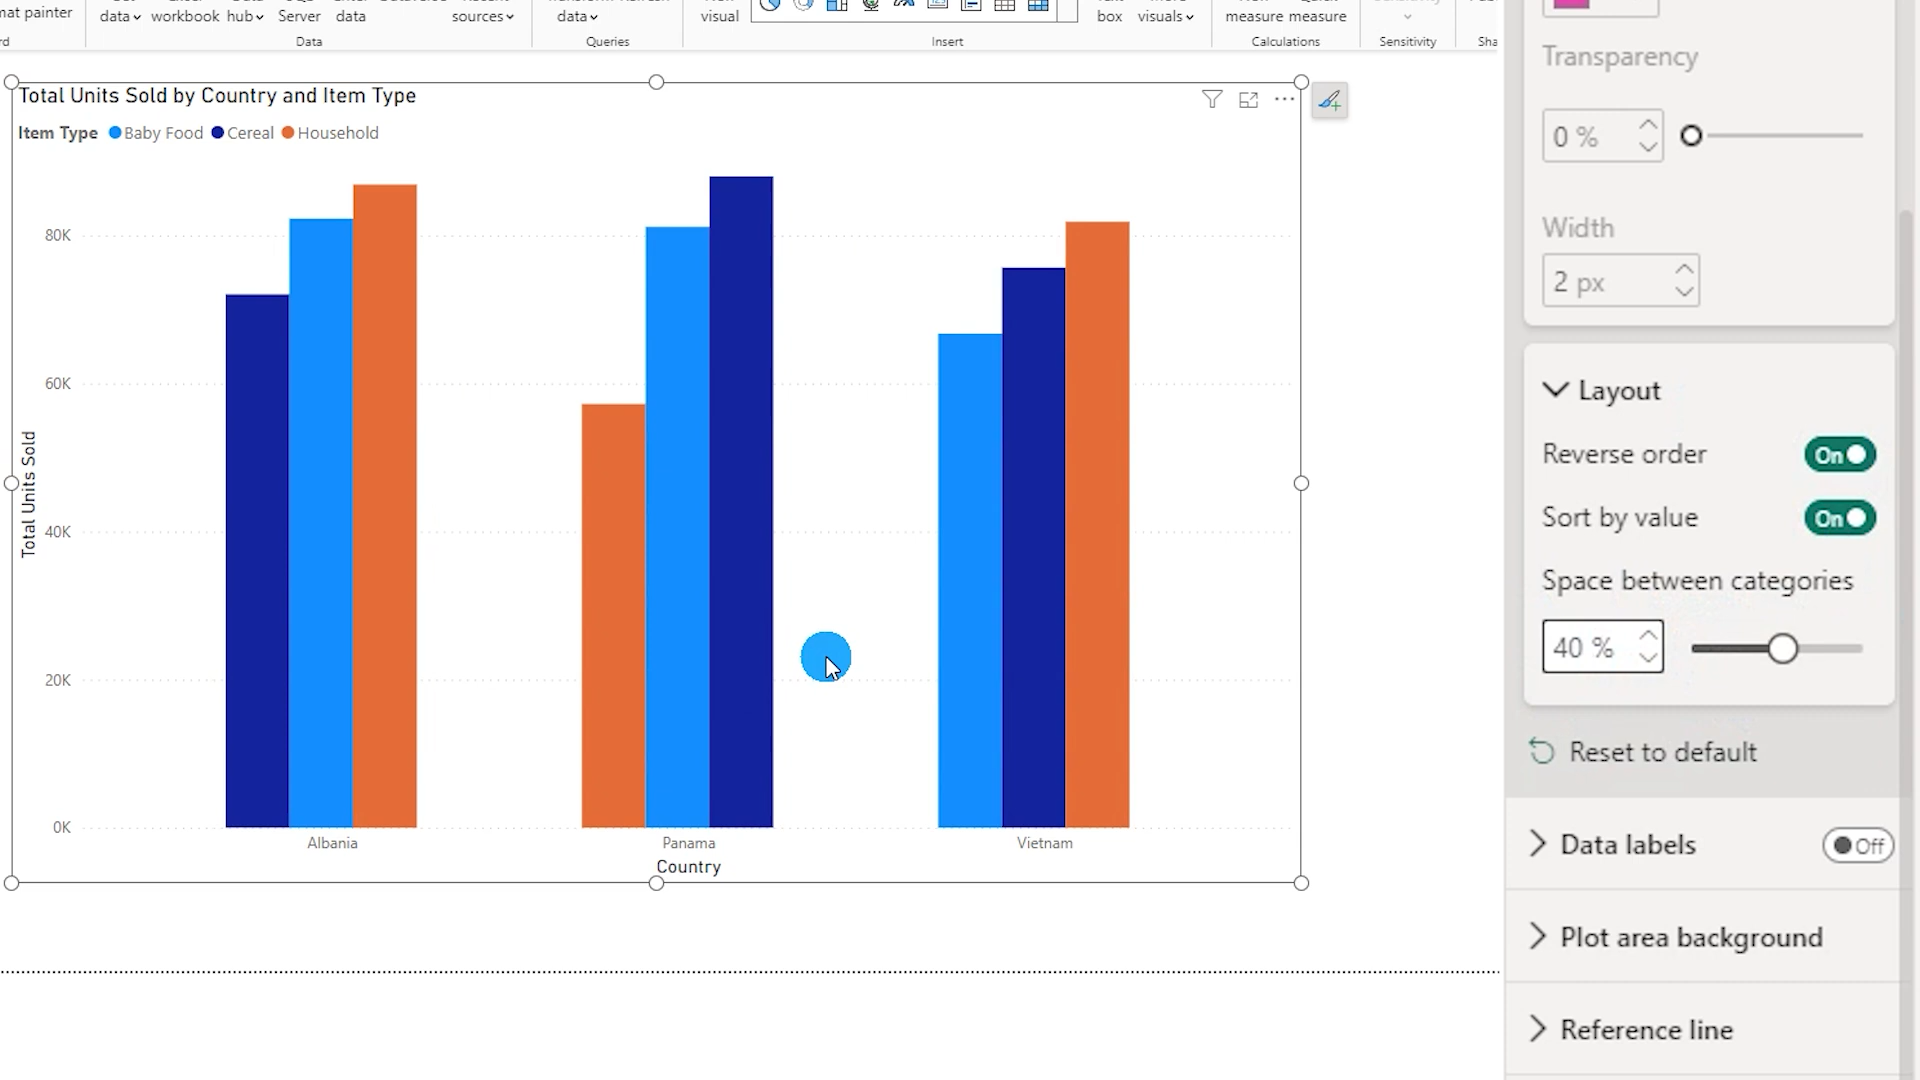 mat painter
data workbook hub Server data sources data visual box visuals measure measure
Data Queries Insert Calculations Sensitivity Sha
Total Units Sold by Country and Item Type
Item Type Baby Food Cereal Household
80K
60K
40K
20K
0K
Total Units Sold
Albania Panama Vietnam
Country
Transparency
0 %
Width
2 px
Layout
Reverse order On
Sort by value On
Space between categories
40 %
Reset to default
Data labels Off
Plot area background
Reference line